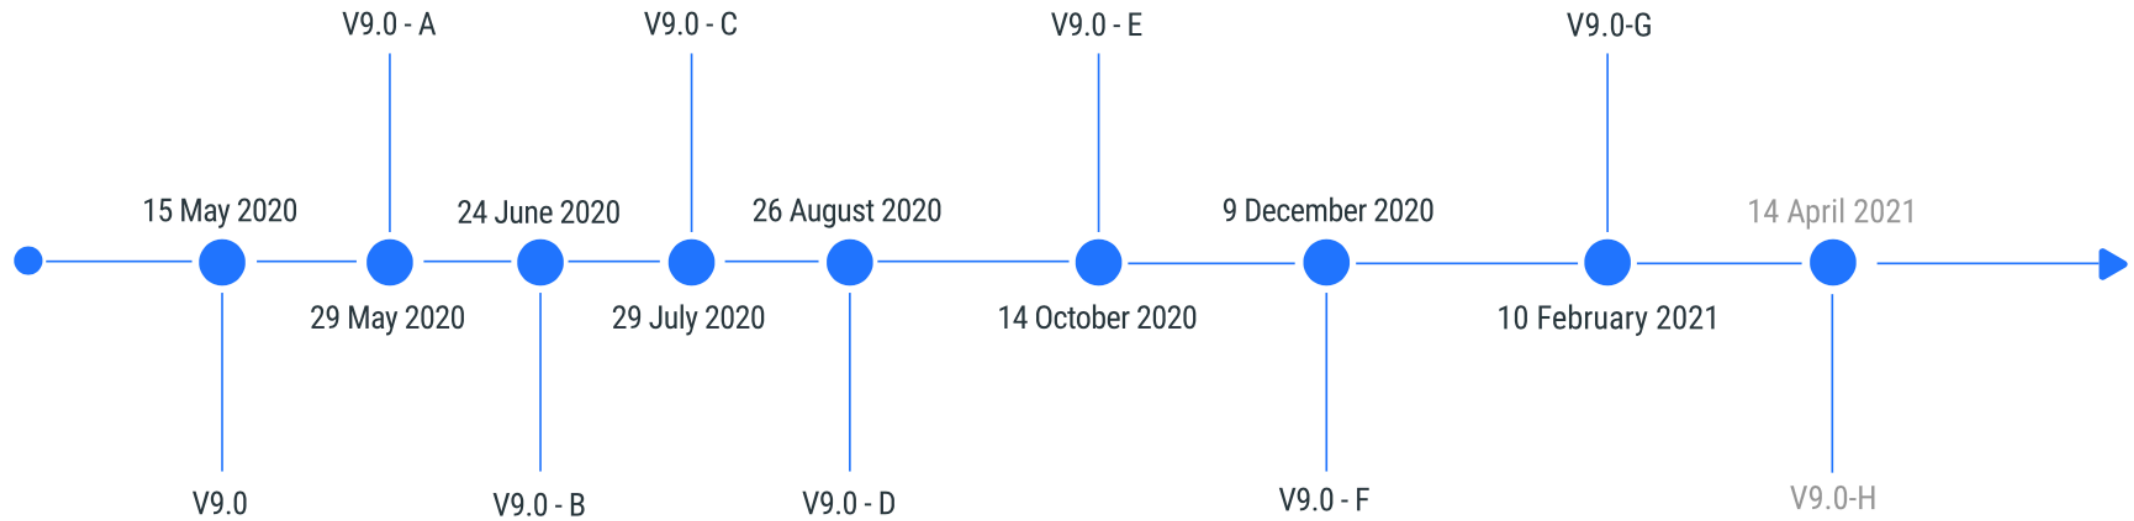 V9.0 - A
V9.0 - C
V9.0 - E
V9.0-G
15 May 2020
24 June 2020
26 August 2020
9 December 2020
14 April 2021
29 May 2020
29 July 2020
14 October 2020
10 February 2021
V9.0
V9.0 - B
V9.0 - D
V9.0 - F
V9.0-H